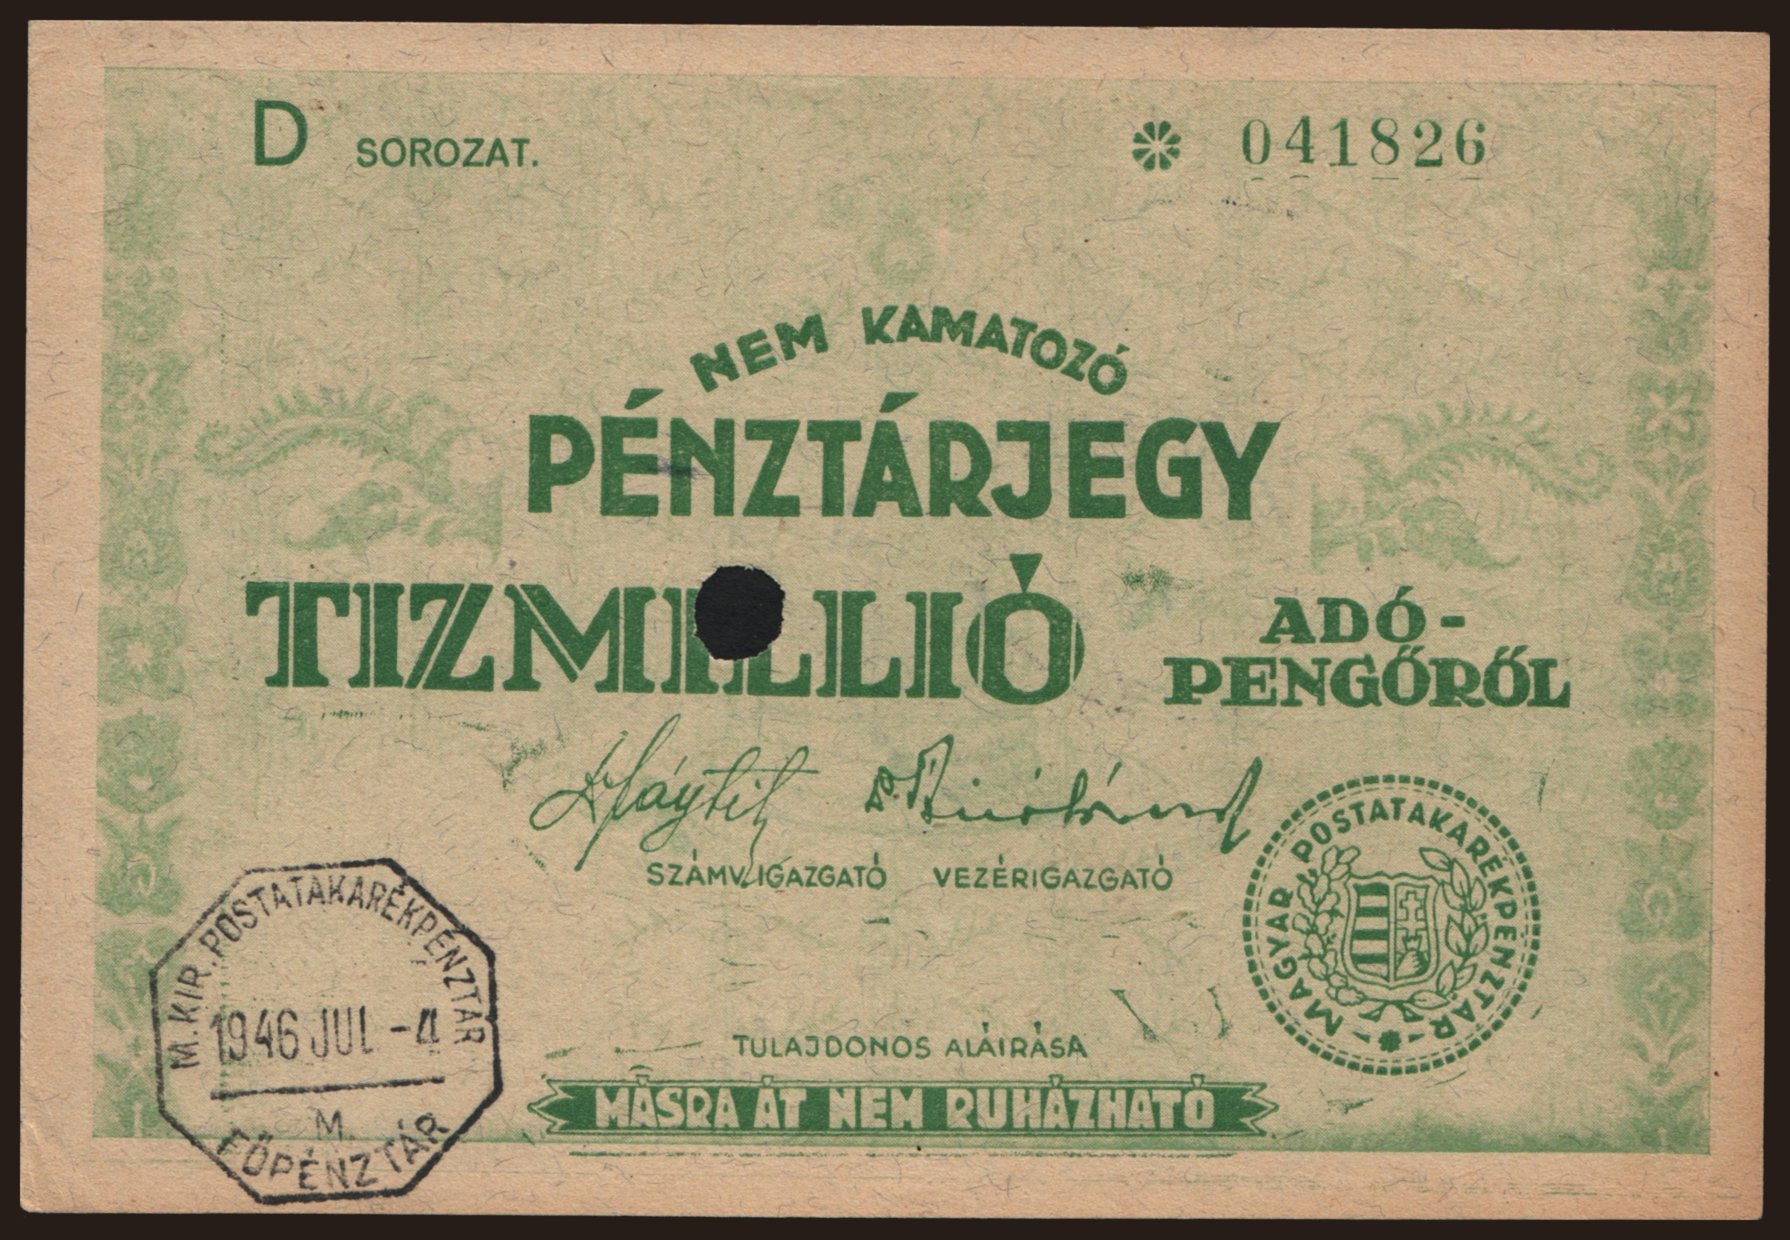 D SOROZAT. 041826
NEM KAMATOZÓ
PÉNZTÁRJEGY
ADÓ-
PENGŐRŐL
SZÁMV.IGAZGATÓ VEZÉRIGAZGATÓ
MAGYAR POSTATAKARÉKPÉNZTÁR
M.KIR.POSTATAKARÉKPÉNZTÁR
1946 JUL -4
M.
FŐPÉNZTÁR
TULAJDONOS ALÁIRÁSA
MÁSRA ÁT NEM RUHÁZHATÓ